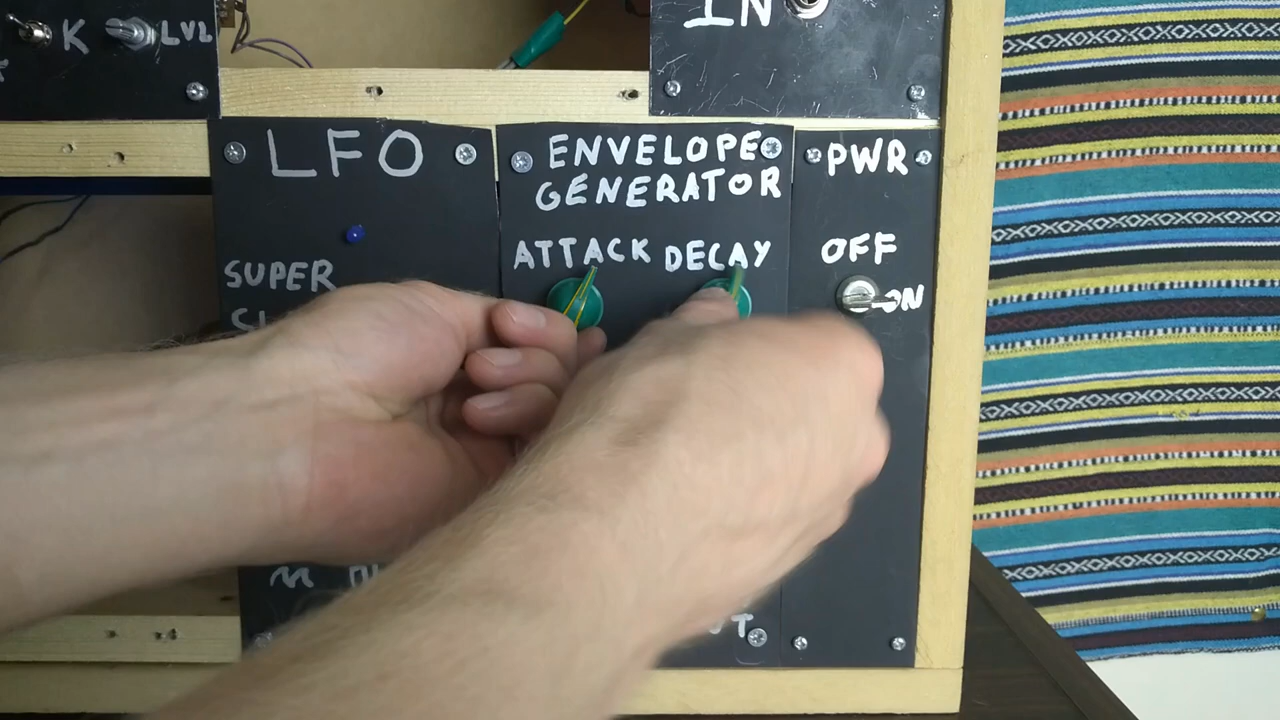 K LVL
IN
LFO
ENVELOPE
GENERATOR
PWR
ATTACK DECAY
OFF
SUPER
ON